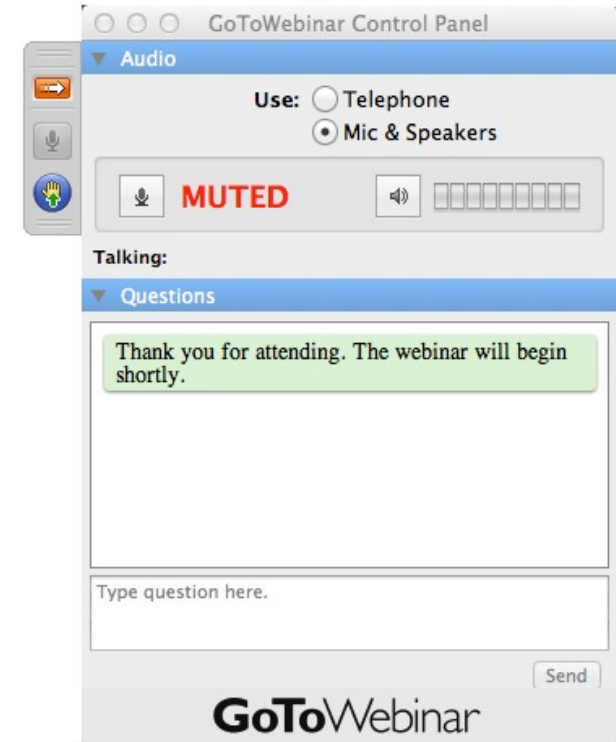 GoToWebinar Control Panel
Audio
Use: Telephone
Mic & Speakers
MUTED
Talking:
Questions
Thank you for attending. The webinar will begin
shortly.
Type question here.
Send
GoToWebinar